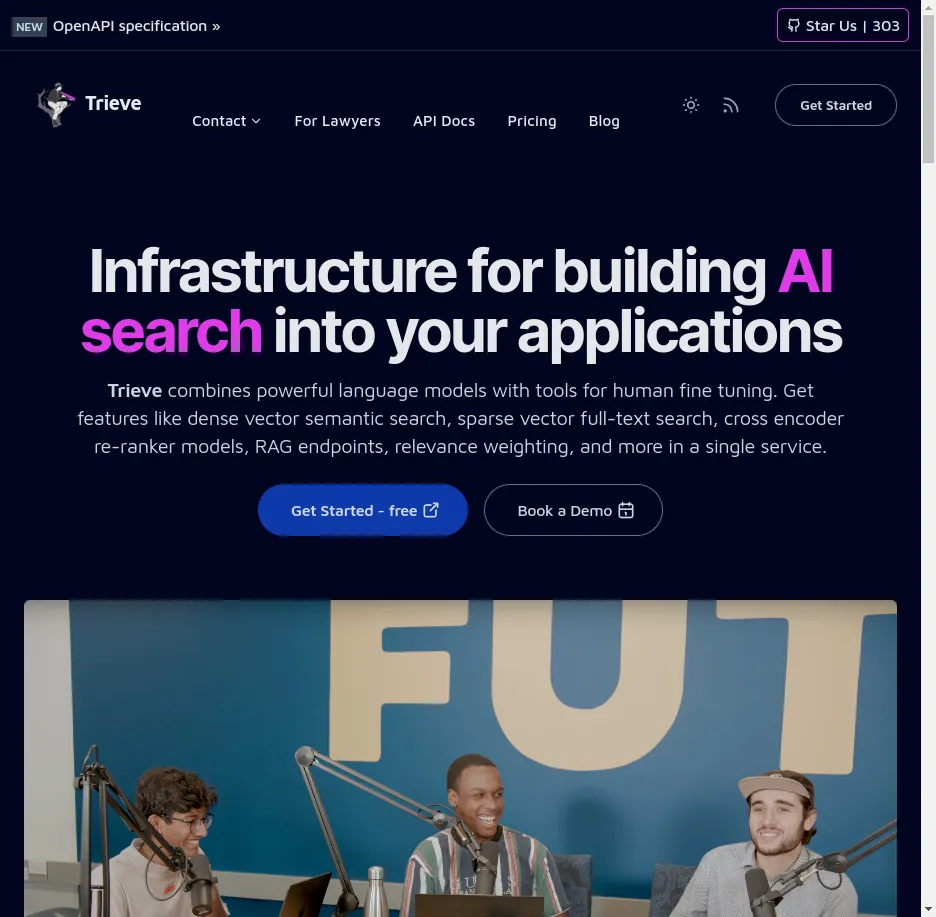 NEW OpenAPI specification »
Star Us | 303
Trieve
Contact
For Lawyers
API Docs
Pricing
Blog
Get Started
Infrastructure for building AI
search into your applications
Trieve combines powerful language models with tools for human fine tuning. Get
features like dense vector semantic search, sparse vector full-text search, cross encoder
re-ranker models, RAG endpoints, relevance weighting, and more in a single service.
Get Started - free
Book a Demo
FUT
GU